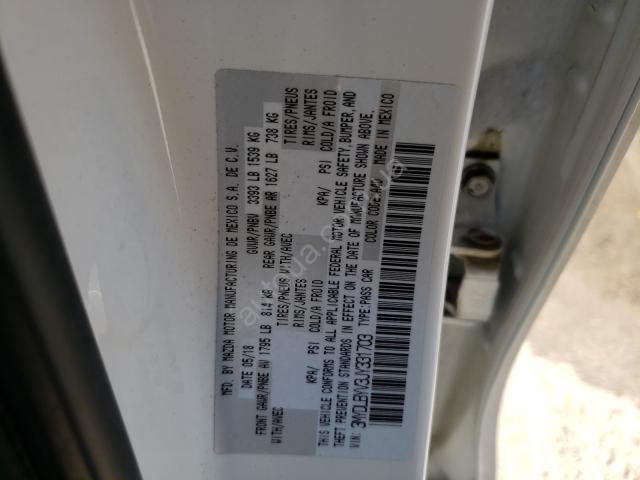 MFD. BY MAZDA MOTOR MANUFACTURING DE MEXICO S.A. DE C.V.
DATE 05/18 GVWR/PNBV 3393 LB 1539 KG
FRONT GAWR/PNBE AV 1795 LB 814 KG REAR GAWR/PNBE AR 1627 LB 738 KG
WITH/AVEC TIRES/PNEUS WITH/AVEC TIRES/PNEUS
RIMS/JANTES RIMS/JANTES
KPA/ PSI COLD/A FROID KPA/ PSI COLD/A FROID
THIS VEHICLE CONFORMS TO ALL APPLICABLE FEDERAL MOTOR VEHICLE SAFETY, BUMPER, AND
THEFT PREVENTION STANDARDS IN EFFECT ON THE DATE OF MANUFACTURE SHOWN ABOVE.
VIN: 3MYDLBYV3JY331703 TYPE:PASS CAR COLOR CODE: MADE IN MEXICO